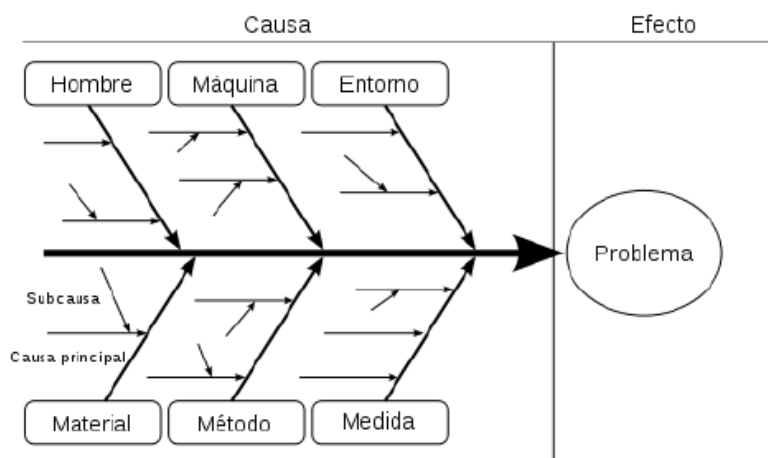 Causa
Efecto
Hombre
Máquina
Entorno
Problema
Subcausa
Causa principal
Material
Método
Medida